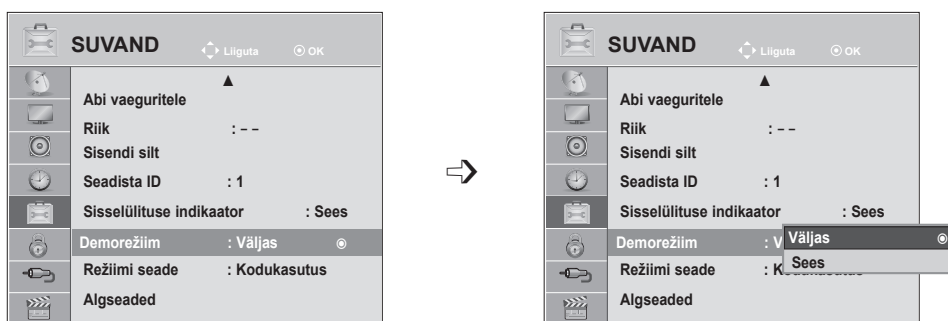 SUVAND Liiguta OK
▲
Abi vaeguritele
Riik : – –
Sisendi silt
Seadista ID : 1
Sisselülituse indikaator : Sees
Demorežiim : Väljas
Režiimi seade : Kodukasutus
Algseaded
SUVAND Liiguta OK
▲
Abi vaeguritele
Riik : – –
Sisendi silt
Seadista ID : 1
Sisselülituse indikaator : Sees
Demorežiim : V
Väljas
Sees
Režiimi seade
Algseaded